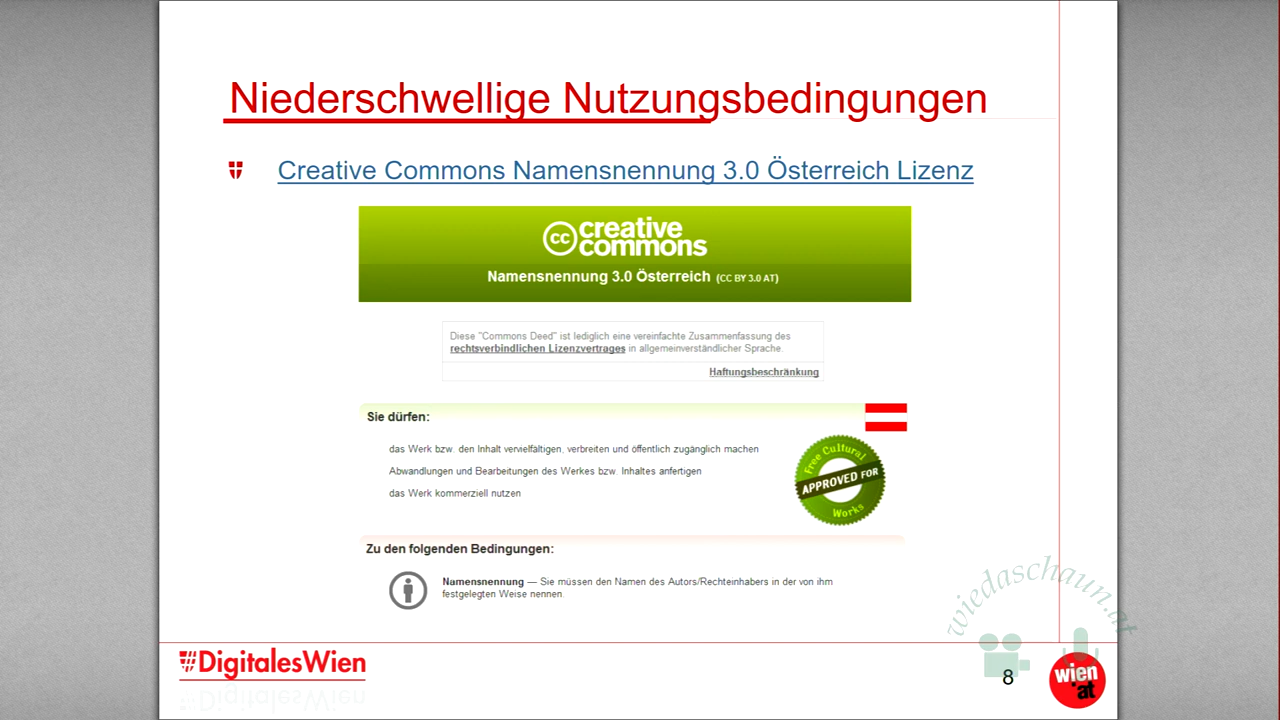 Niederschwellige Nutzungsbedingungen
Creative Commons Namensnennung 3.0 Österreich Lizenz
cc creative
commons
Namensnennung 3.0 Österreich (CC BY 3.0 AT)
Diese "Commons Deed" ist lediglich eine vereinfachte Zusammenfassung des
rechtsverbindlichen Lizenzvertrages in allgemeinverständlicher Sprache.
Haftungsbeschränkung
Sie dürfen:
das Werk bzw. den Inhalt vervielfältigen, verbreiten und öffentlich zugänglich machen
Abwandlungen und Bearbeitungen des Werkes bzw. Inhaltes anfertigen
das Werk kommerziell nutzen
Free Cultural
APPROVED FOR
Works
Zu den folgenden Bedingungen:
Namensnennung — Sie müssen den Namen des Autors/Rechteinhabers in der von ihm
festgelegten Weise nennen.
wiedaschaun.at
#DigitalesWien
8
wien
.at